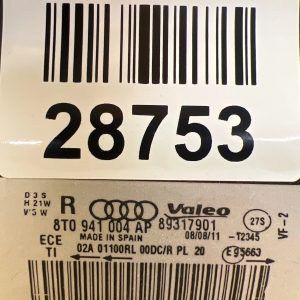 28753
D3S
H21W
W5W
R
Valeo
8T0 941 004 AP 89317901
MADE IN SPAIN 08/08/11 -T2345
27S
VF-2
ECE 02A 01100RL 00DC/R PL 20
TI
E95663